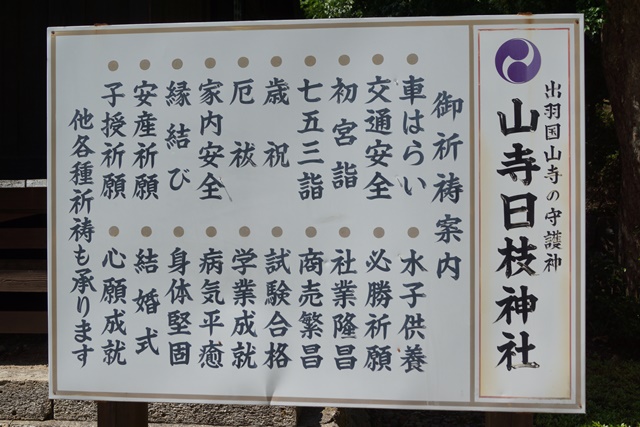 出羽国山寺の守護神
山寺日枝神社
御祈祷案内
車はらい
交通安全
初宮詣
七五三詣
歳祝
厄祓
家内安全
縁結び
安産祈願
子授祈願
水子供養
必勝祈願
社業隆昌
商売繁昌
試験合格
学業成就
病気平癒
身体堅固
結婚式
心願成就
他各種祈祷も承ります